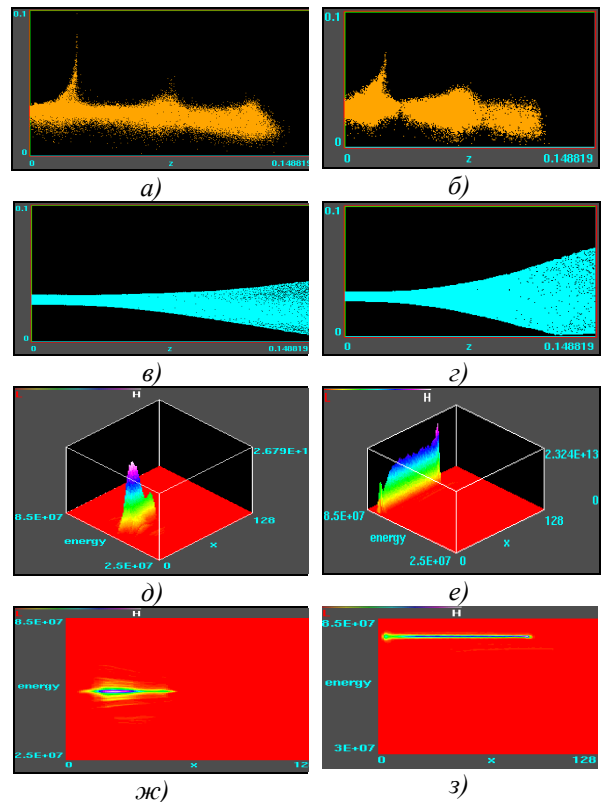 0.1
0
0
z
0.148819
а)
0.1
0
0
z
0.148819
б)
0.1
0
0
z
0.148819
в)
0.1
0
0
z
0.148819
г)
H
2.679E+1
8.5E+07
128
energy
x
2.5E+07 0
д)
H
2.324E+13
0
8.5E+07
128
energy
x
2.5E+07 0
е)
H
8.5E+07
energy
2.5E+07
0
x
128
ж)
H
8.5E+07
energy
3E+07
0
x
128
з)